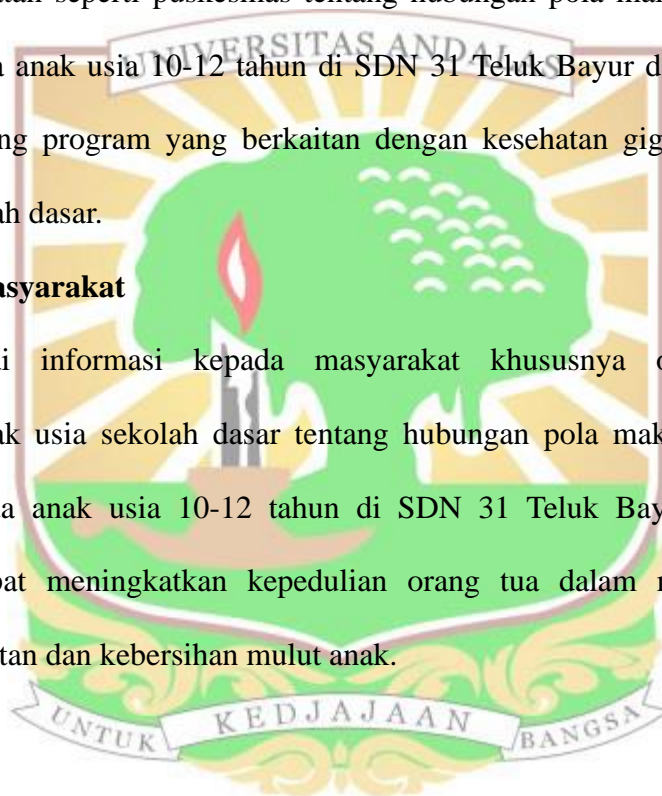 seperti puskesmas tentang hubungan pola
UNIVERSITAS ANDALAS
anak usia 10-12 tahun di SDN 31 Teluk Bayur d
ng program yang berkaitan dengan kesehatan gig
ah dasar.
asyarakat
informasi kepada masyarakat khususnya o
ak usia sekolah dasar tentang hubungan pola mak
a anak usia 10-12 tahun di SDN 31 Teluk Bay
pat meningkatkan kepedulian orang tua dalam
tan dan kebersihan mulut anak.
UNTUK KEDJAJAAN BANGSA